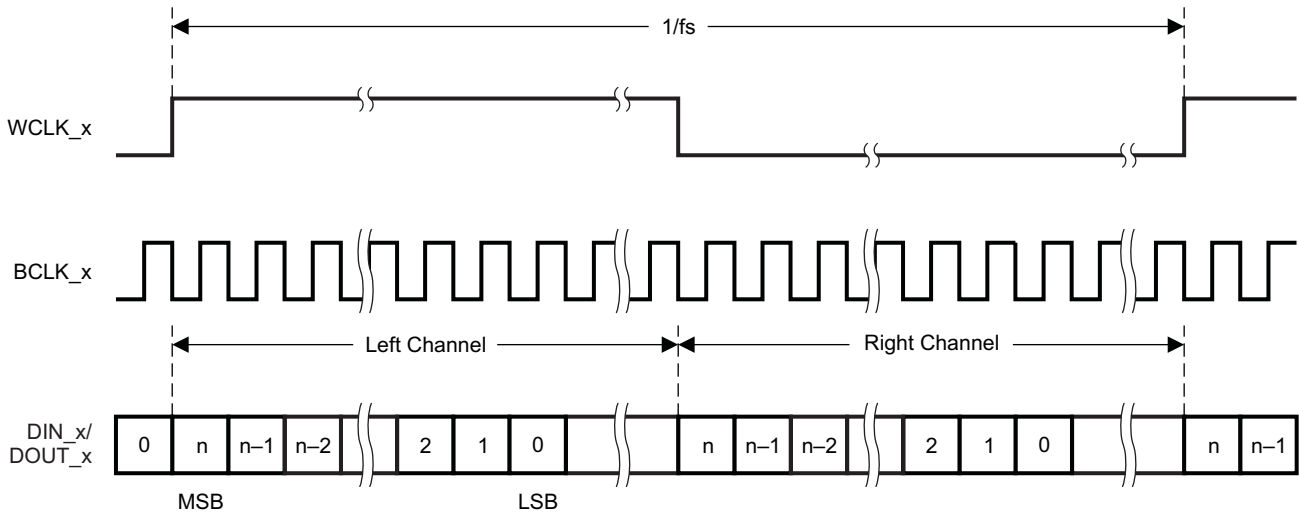 1/fs
WCLK_x
BCLK_x
Left Channel
Right Channel
DIN_x/
DOUT_x
0 n n–1 n–2 2 1 0 n n–1 n–2 2 1 0 n n–1
MSB LSB